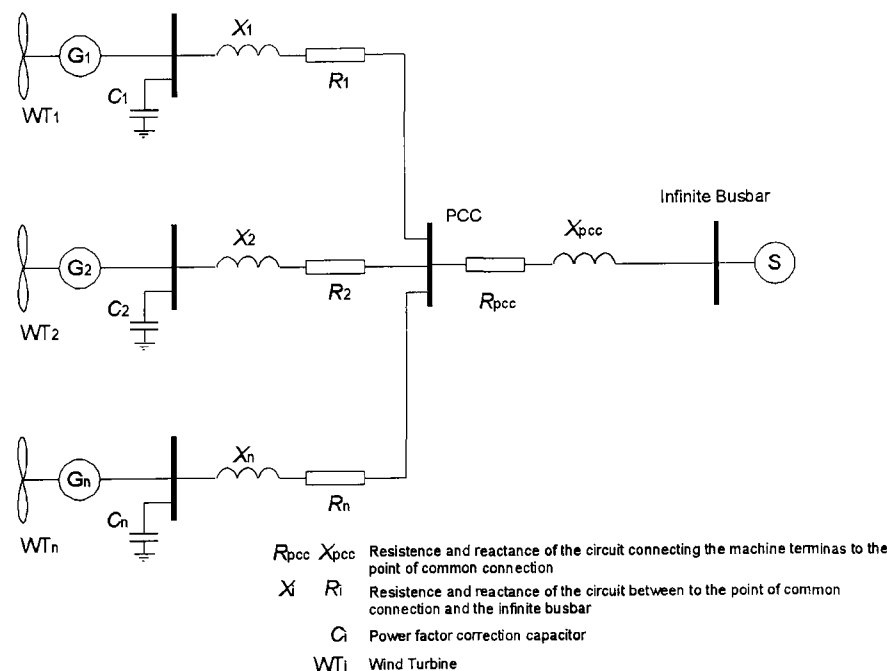 X1
G1
R1
C1
WT1
Infinite Busbar
PCC
X2
Xpcc
G2
S
R2
Rpcc
C2
WT2
Xn
Gn
Rn
Cn
WTn
Rpcc Xpcc Resistence and reactance of the circuit connecting the machine terminas to the
point of common connection
Xi Ri Resistence and reactance of the circuit between to the point of common
connection and the infinite busbar
Ci Power factor correction capacitor
WTi Wind Turbine